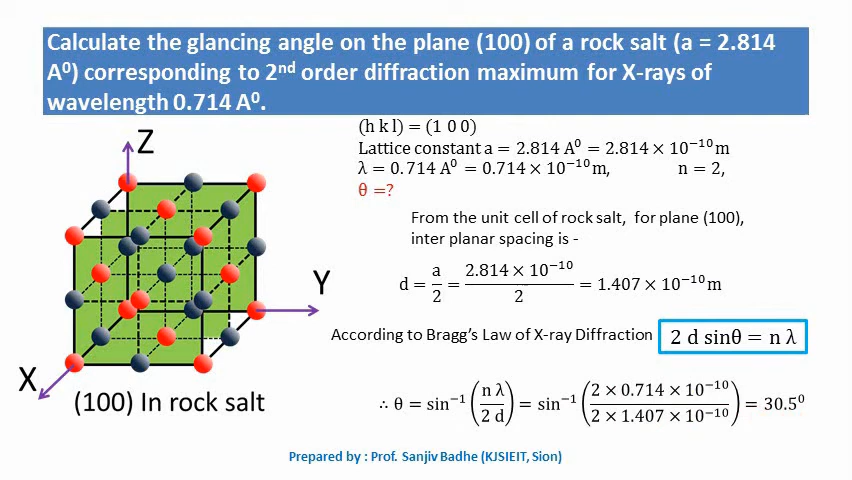 Calculate the glancing angle on the plane (100) of a rock salt (a = 2.814
A⁰) corresponding to 2ⁿᵈ order diffraction maximum for X-rays of
wavelength 0.714 A⁰.
(h k l) = (1 0 0)
Lattice constant a = 2.814 A⁰ = 2.814 × 10⁻¹⁰ m
λ = 0.714 A⁰ = 0.714 × 10⁻¹⁰m, n = 2,
θ =?
From the unit cell of rock salt, for plane (100),
inter planar spacing is -
d = a/2 = 2.814 × 10⁻¹⁰/2 = 1.407 × 10⁻¹⁰ m
According to Bragg's Law of X-ray Diffraction 2 d sinθ = n λ
∴ θ = sin⁻¹ (n λ/2 d) = sin⁻¹ (2 × 0.714 × 10⁻¹⁰/2 × 1.407 × 10⁻¹⁰) = 30.5⁰
Z
Y
X
(100) In rock salt
Prepared by : Prof. Sanjiv Badhe (KJSIEIT, Sion)